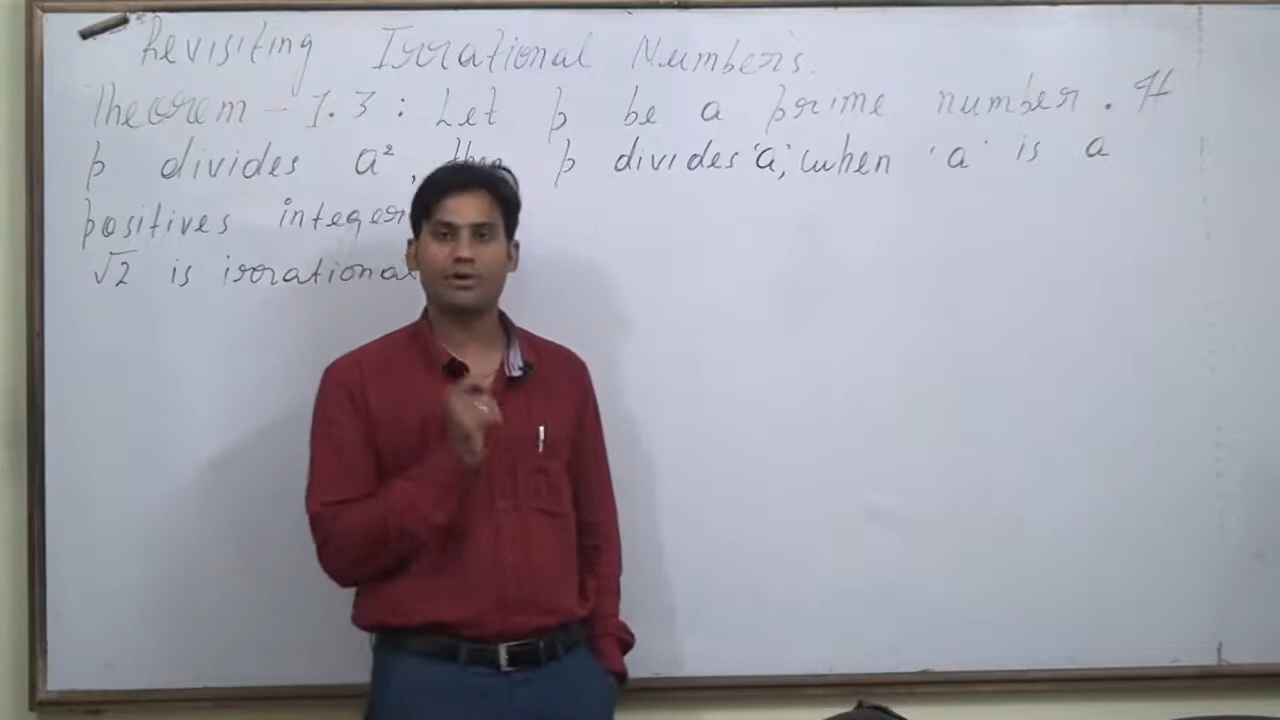 Revisiting Irrational Numbers.
Theorem - 1.3 : Let p be a prime number. If
p divides a², then p divides 'a', when 'a' is a
positives integer
√2 is irrational